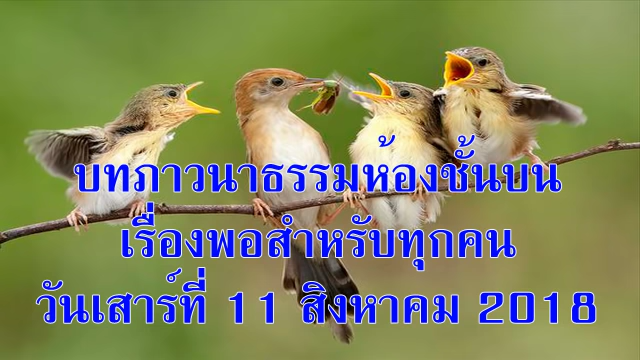 บทภาวนาธรรมห้องชั้นบน
เรื่องพอสำหรับทุกคน
วันเสาร์ที่ 11 สิงหาคม 2018